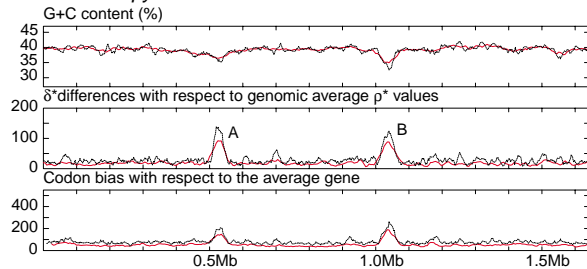 G+C content (%)
45
40
35
30
δ*differences with respect to genomic average ρ* values
200
100
0
A
B
Codon bias with respect to the average gene
400
200
0
0.5Mb
1.0Mb
1.5Mb